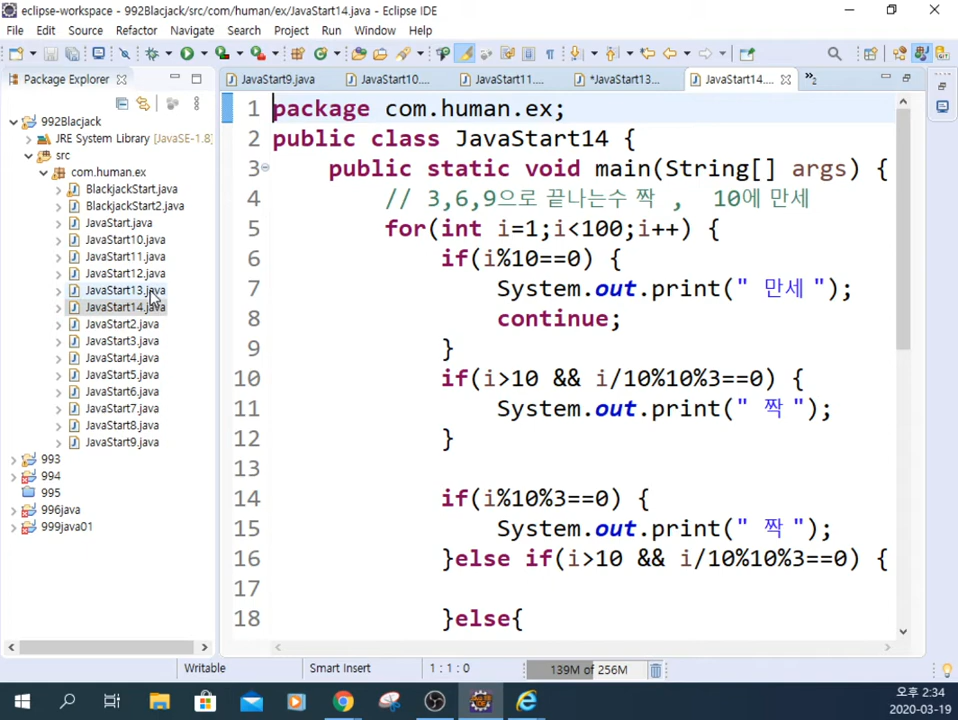 eclipse-workspace - 992Blacjack/src/com/human/ex/JavaStart14.java - Eclipse IDE
File Edit Source Refactor Navigate Search Project Run Window Help
Package Explorer
JavaStart9.java
JavaStart10....
JavaStart11....
*JavaStart13...
JavaStart14....
»2
992Blacjack
JRE System Library [JavaSE-1.8]
src
com.human.ex
BlackjackStart.java
BlackjackStart2.java
JavaStart.java
JavaStart10.java
JavaStart11.java
JavaStart12.java
JavaStart13.java
JavaStart14.java
JavaStart2.java
JavaStart3.java
JavaStart4.java
JavaStart5.java
JavaStart6.java
JavaStart7.java
JavaStart8.java
JavaStart9.java
993
994
995
996java
999java01
1 package com.human.ex;
2 public class JavaStart14 {
3 public static void main(String[] args) {
4 // 3,6,9으로 끝나는수 짝 , 10에 만세
5 for(int i=1;i<100;i++) {
6 if(i%10==0) {
7 System.out.print(" 만세 ");
8 continue;
9 }
10 if(i>10 && i/10%10%3==0) {
11 System.out.print(" 짝 ");
12 }
13
14 if(i%10%3==0) {
15 System.out.print(" 짝 ");
16 }else if(i>10 && i/10%10%3==0) {
17
18 }else{
Writable
Smart Insert
1 : 1 : 0
139M of 256M
오후 2:34
2020-03-19